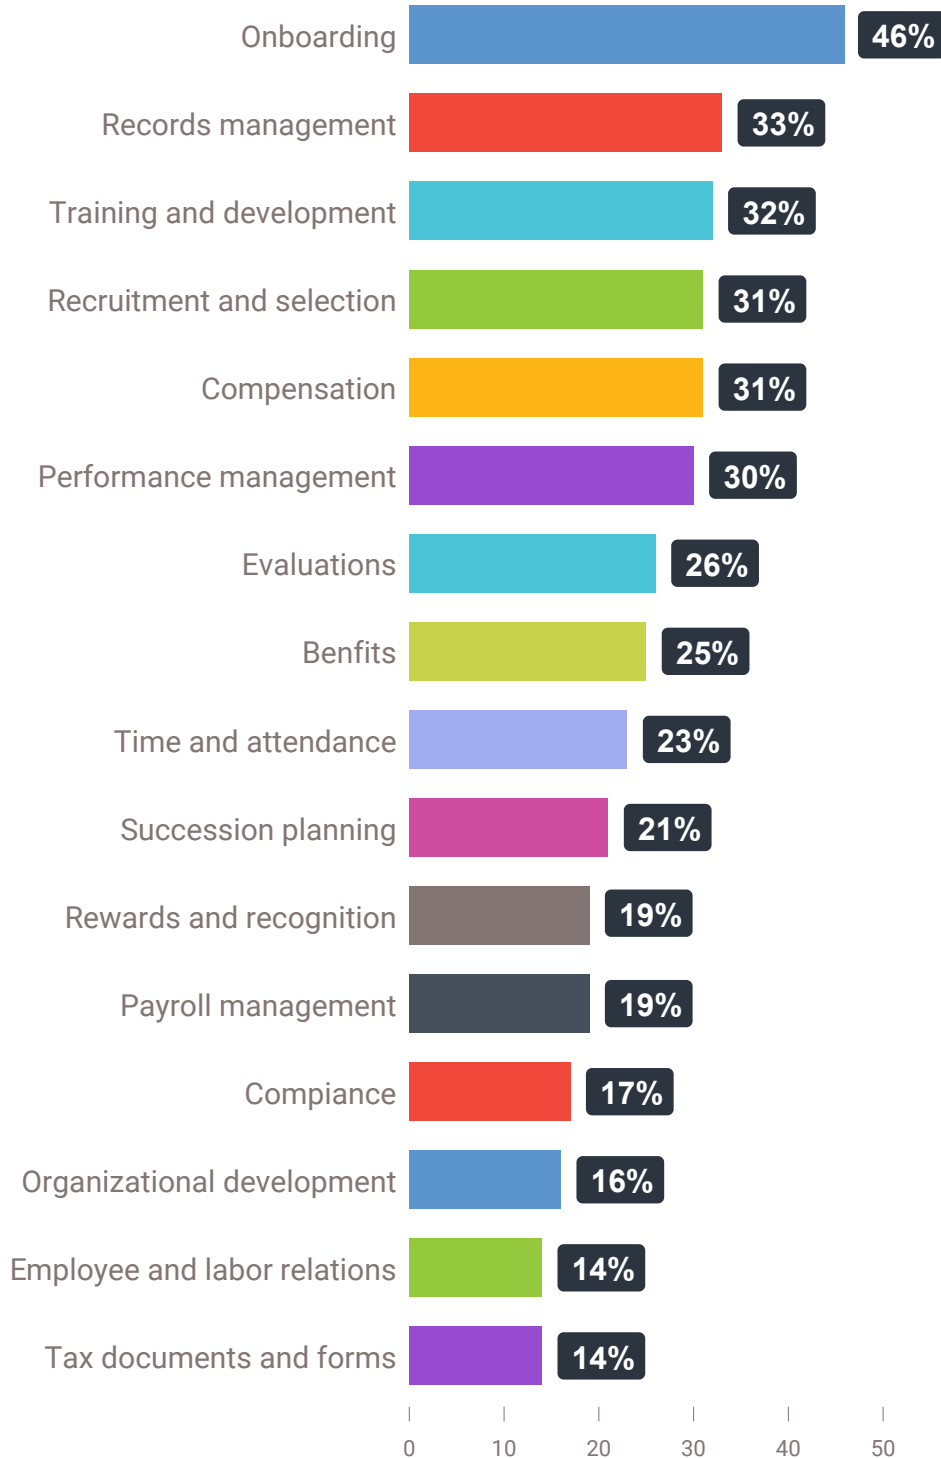 Onboarding 46%
Records management 33%
Training and development 32%
Recruitment and selection 31%
Compensation 31%
Performance management 30%
Evaluations 26%
Benfits 25%
Time and attendance 23%
Succession planning 21%
Rewards and recognition 19%
Payroll management 19%
Compiance 17%
Organizational development 16%
Employee and labor relations 14%
Tax documents and forms 14%
0 10 20 30 40 50